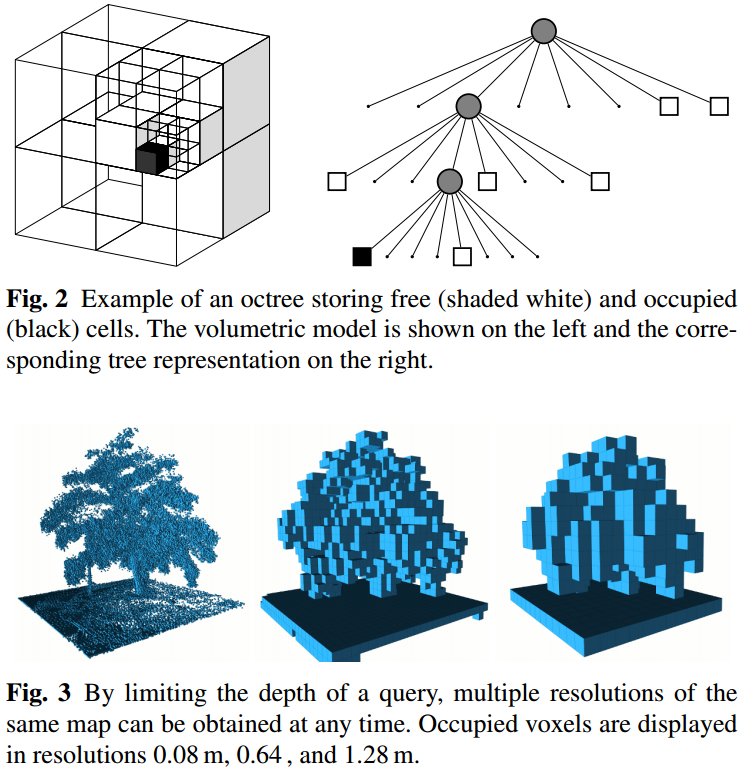 Fig. 2 Example of an octree storing free (shaded white) and occupied
(black) cells. The volumetric model is shown on the left and the corre-
sponding tree representation on the right.
Fig. 3 By limiting the depth of a query, multiple resolutions of the
same map can be obtained at any time. Occupied voxels are displayed
in resolutions 0.08 m, 0.64 , and 1.28 m.